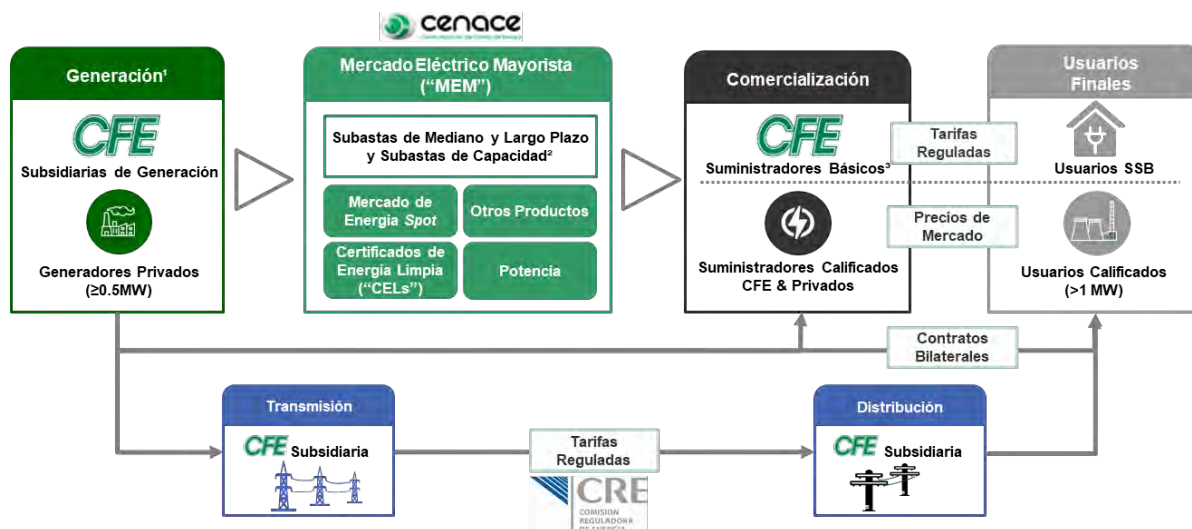 cenace
Generación¹
CFE
Subsidiarias de Generación
Generadores Privados
(≥0.5MW)
Mercado Eléctrico Mayorista
("MEM")
Subastas de Mediano y Largo Plazo
y Subastas de Capacidad²
Mercado de
Energía Spot
Otros Productos
Certificados de
Energía Limpia
("CELs")
Potencia
Comercialización
CFE
Suministradores Básicos³
Suministradores Calificados
CFE & Privados
Tarifas
Reguladas
Precios de
Mercado
Usuarios
Finales
Usuarios SSB
Usuarios Calificados
(>1 MW)
Contratos
Bilaterales
Transmisión
CFE Subsidiaria
Tarifas
Reguladas
CRE
COMISIÓN
REGULADORA
DE ENERGÍA
Distribución
CFE Subsidiaria